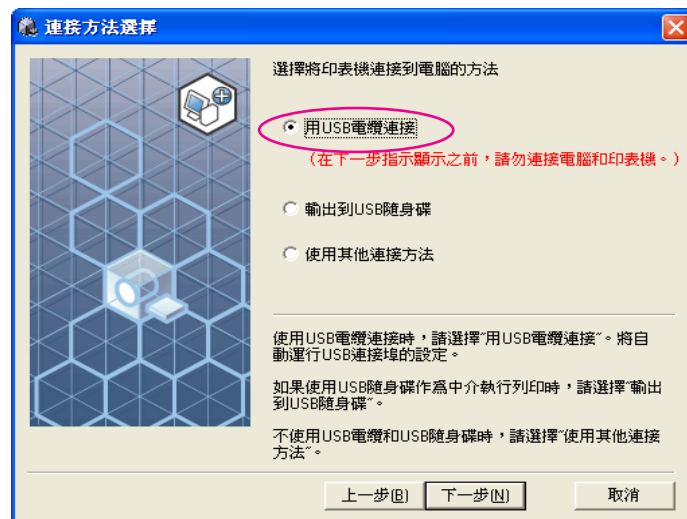 連接方法選擇
選擇將印表機連接到電腦的方法
用USB電纜連接
(在下一步指示顯示之前，請勿連接電腦和印表機。)
輸出到USB隨身碟
使用其他連接方法
使用USB電纜連接時，請選擇"用USB電纜連接"。將自
動運行USB連接埠的設定。
如果使用USB隨身碟作為中介執行列印時，請選擇"輸出
到USB隨身碟"。
不使用USB電纜和USB隨身碟時，請選擇"使用其他連接
方法"。
上一步(B) 下一步(N) 取消